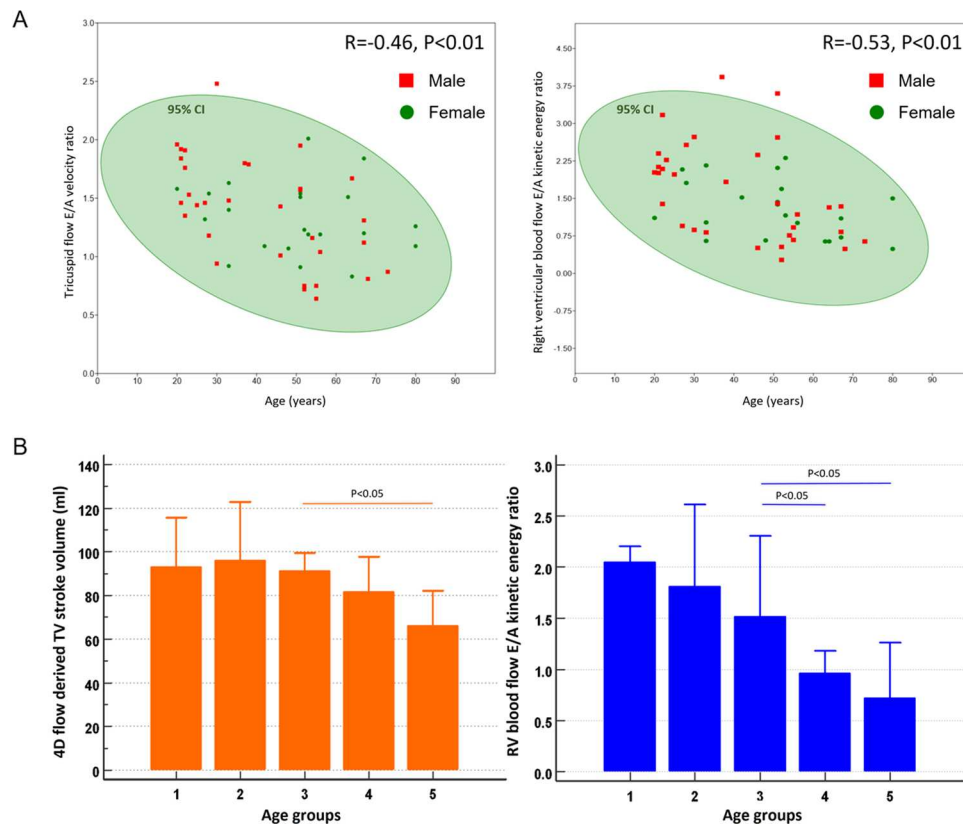 A
3.0
2.5
2.0
1.5
1.0
0.5
0.0
0
10
20
30
40
50
60
70
80
90
Tricuspid flow E/A velocity ratio
Age (years)
R=-0.46, P<0.01
Male
Female
95% CI
4.50
3.75
3.00
2.25
1.50
0.75
0.00
-0.75
-1.50
0
10
20
30
40
50
60
70
80
90
Right ventricular blood flow E/A kinetic energy ratio
Age (years)
R=-0.53, P<0.01
Male
Female
95% CI
B
140
120
100
80
60
40
20
0
1
2
3
4
5
4D flow derived TV stroke volume (ml)
Age groups
P<0.05
3.0
2.5
2.0
1.5
1.0
0.5
0.0
1
2
3
4
5
RV blood flow E/A kinetic energy ratio
Age groups
P<0.05
P<0.05